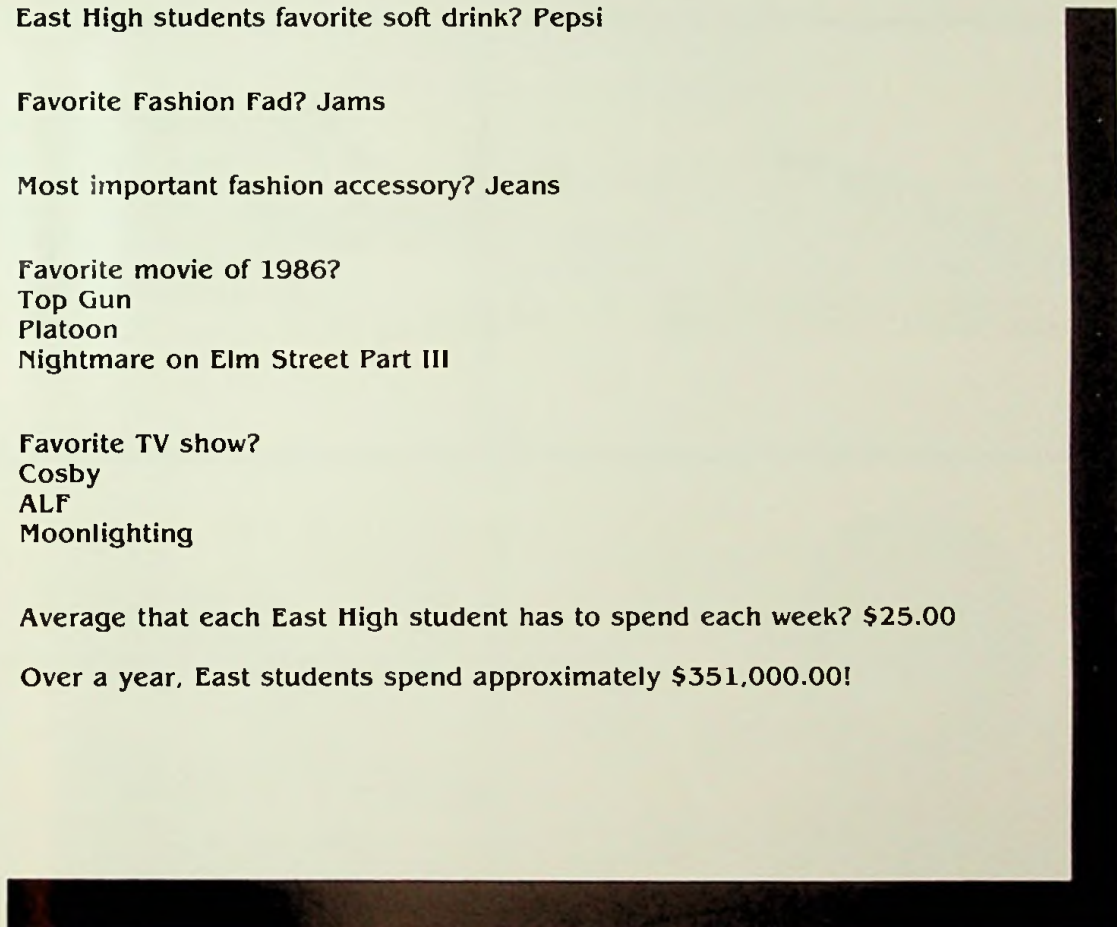 East High students favorite soft drink? Pepsi
Favorite Fashion Fad? Jams
Most important fashion accessory? Jeans
Favorite movie of 1986?
Top Gun
Platoon
Nightmare on Elm Street Part III
Favorite TV show?
Cosby
ALF
Moonlighting
Average that each East High student has to spend each week? $25.00
Over a year, East students spend approximately $351,000.00!